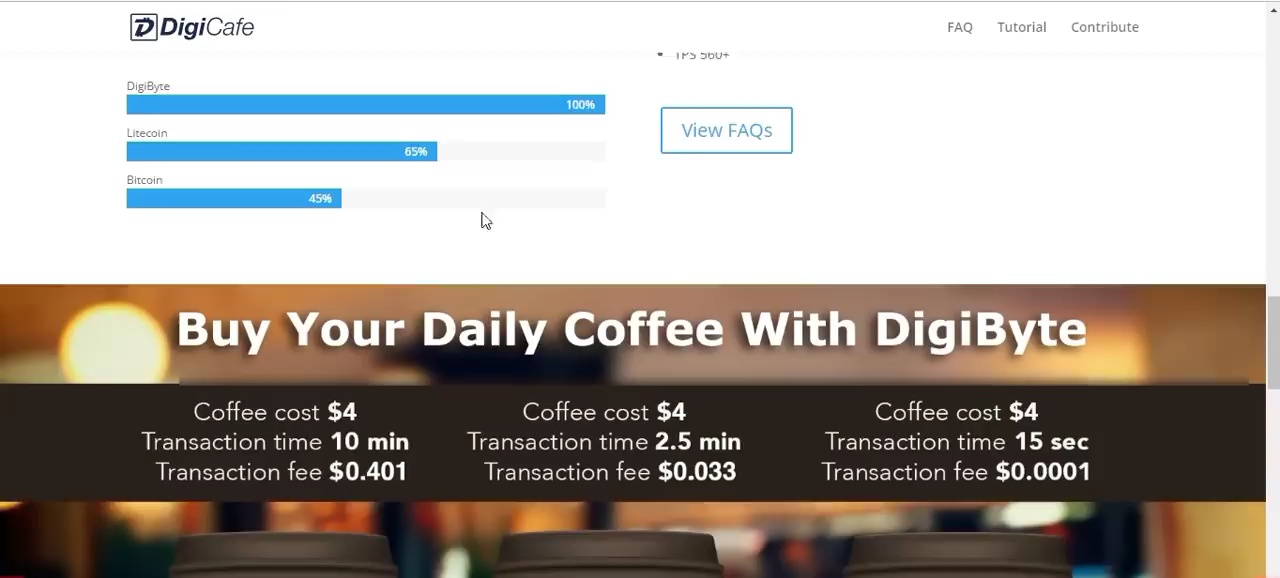 DigiCafe
FAQ Tutorial Contribute
TPS 560+
DigiByte
100%
Litecoin
65%
Bitcoin
45%
View FAQs
Buy Your Daily Coffee With DigiByte
Coffee cost $4
Transaction time 10 min
Transaction fee $0.401
Coffee cost $4
Transaction time 2.5 min
Transaction fee $0.033
Coffee cost $4
Transaction time 15 sec
Transaction fee $0.0001